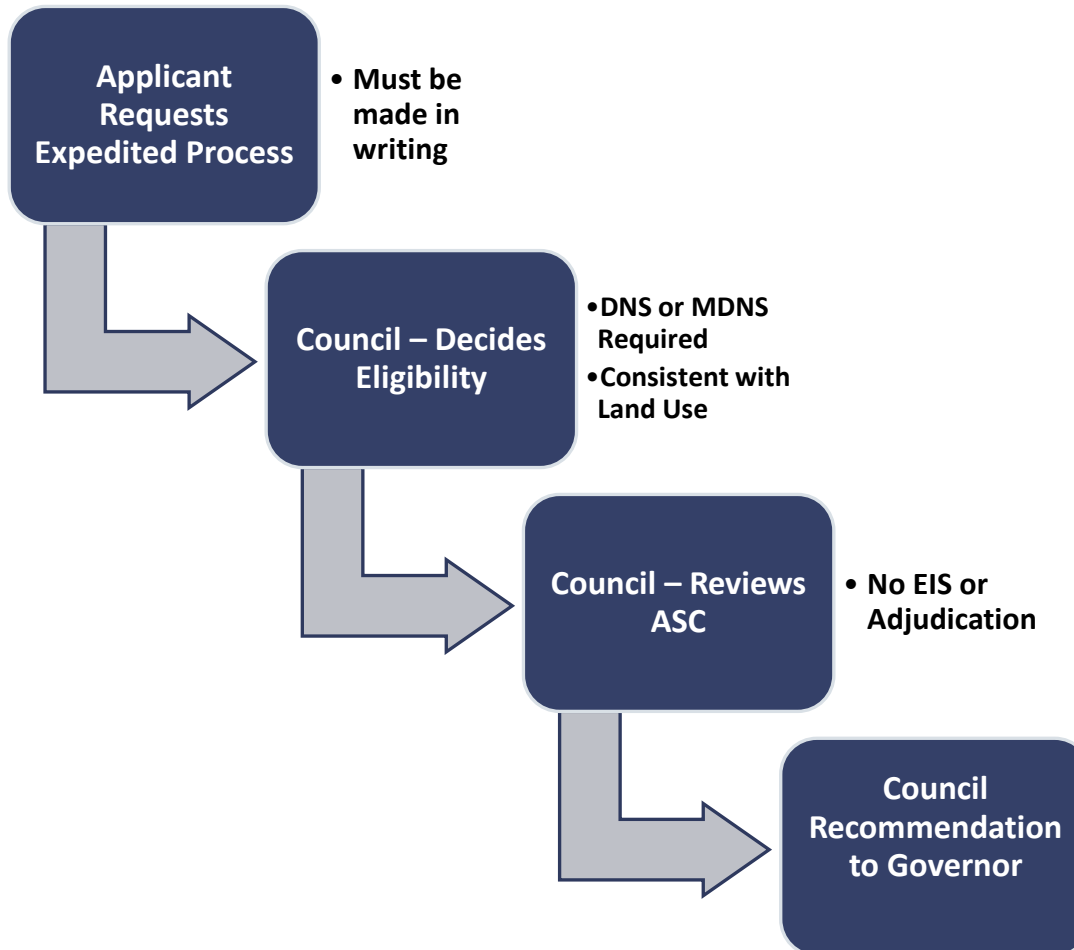 Applicant
Requests
Expedited Process
• Must be
made in
writing
Council – Decides
Eligibility
•DNS or MDNS
Required
•Consistent with
Land Use
Council – Reviews
ASC
• No EIS or
Adjudication
Council
Recommendation
to Governor